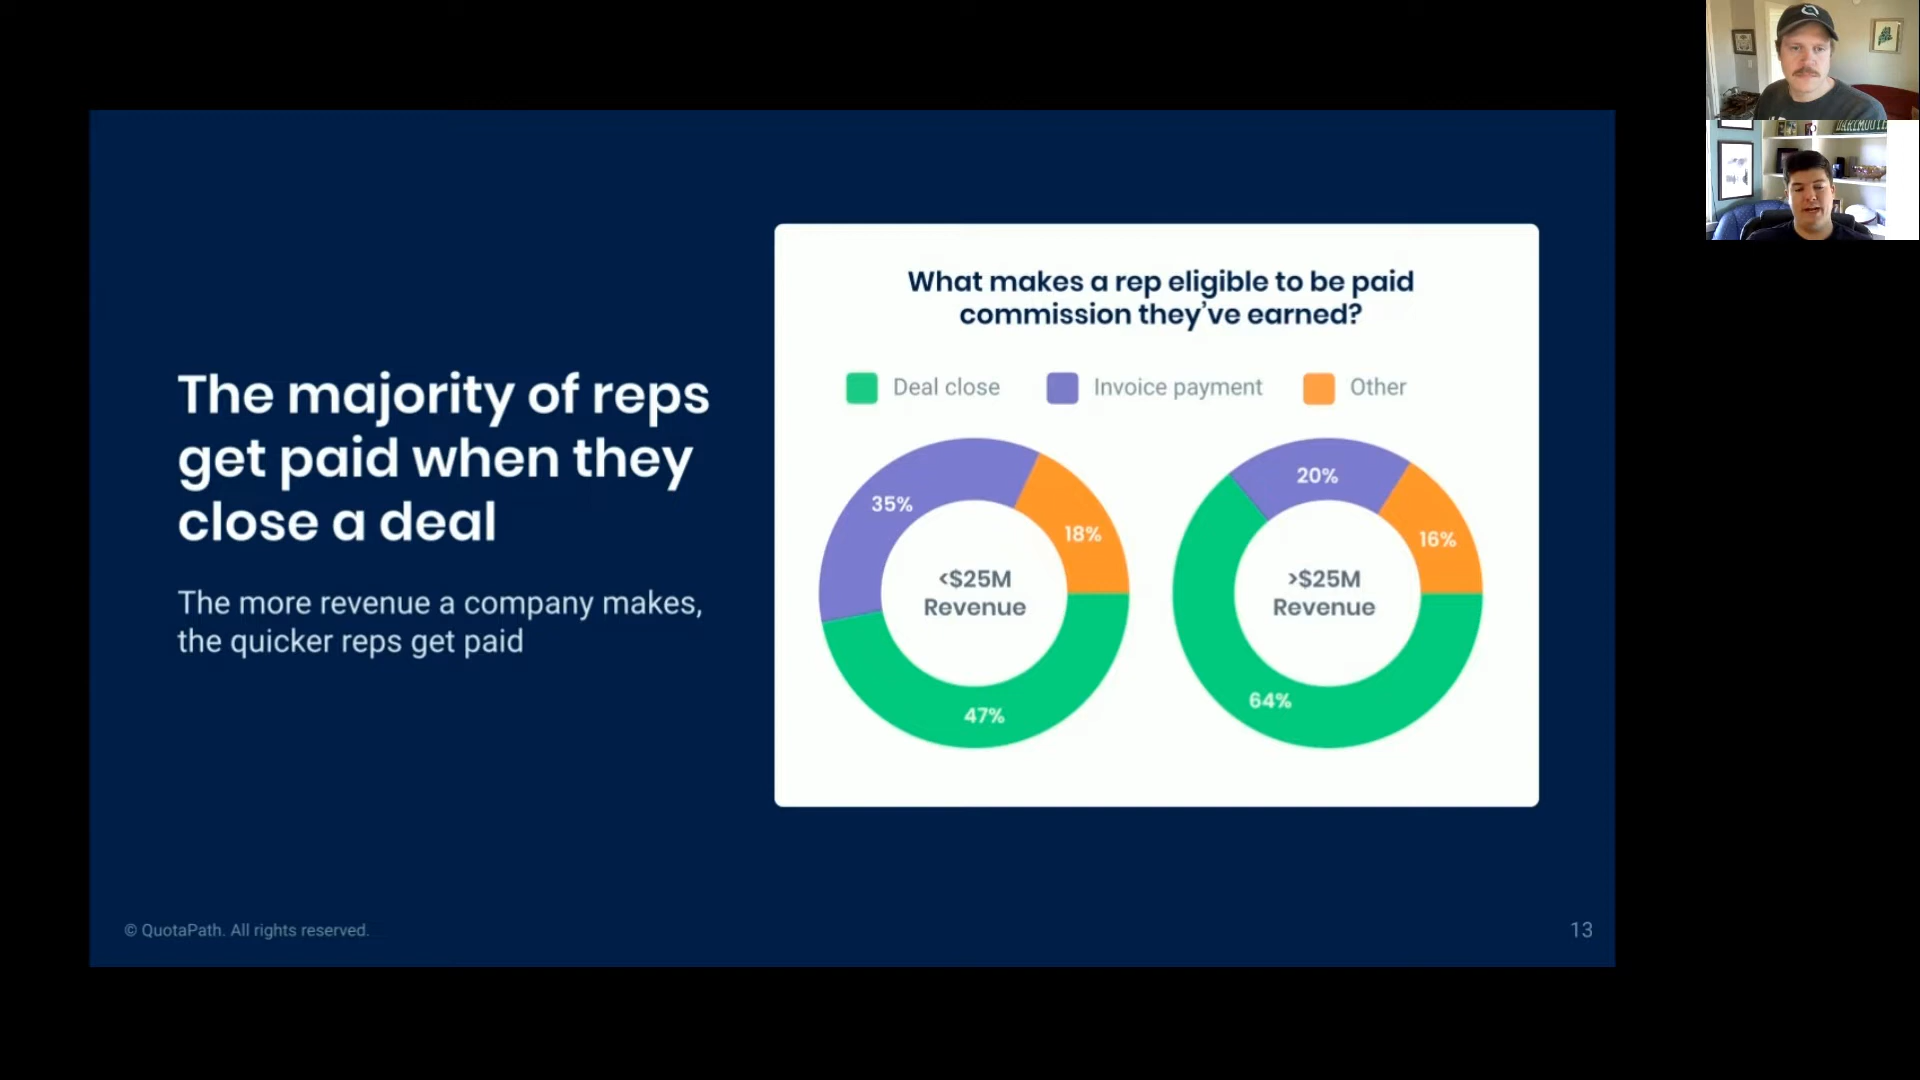 The majority of reps
get paid when they
close a deal
The more revenue a company makes,
the quicker reps get paid
What makes a rep eligible to be paid
commission they've earned?
Deal close
Invoice payment
Other
35%
18%
<$25M
Revenue
47%
20%
16%
>$25M
Revenue
64%
© QuotaPath. All rights reserved.
13
DARTMOUTH